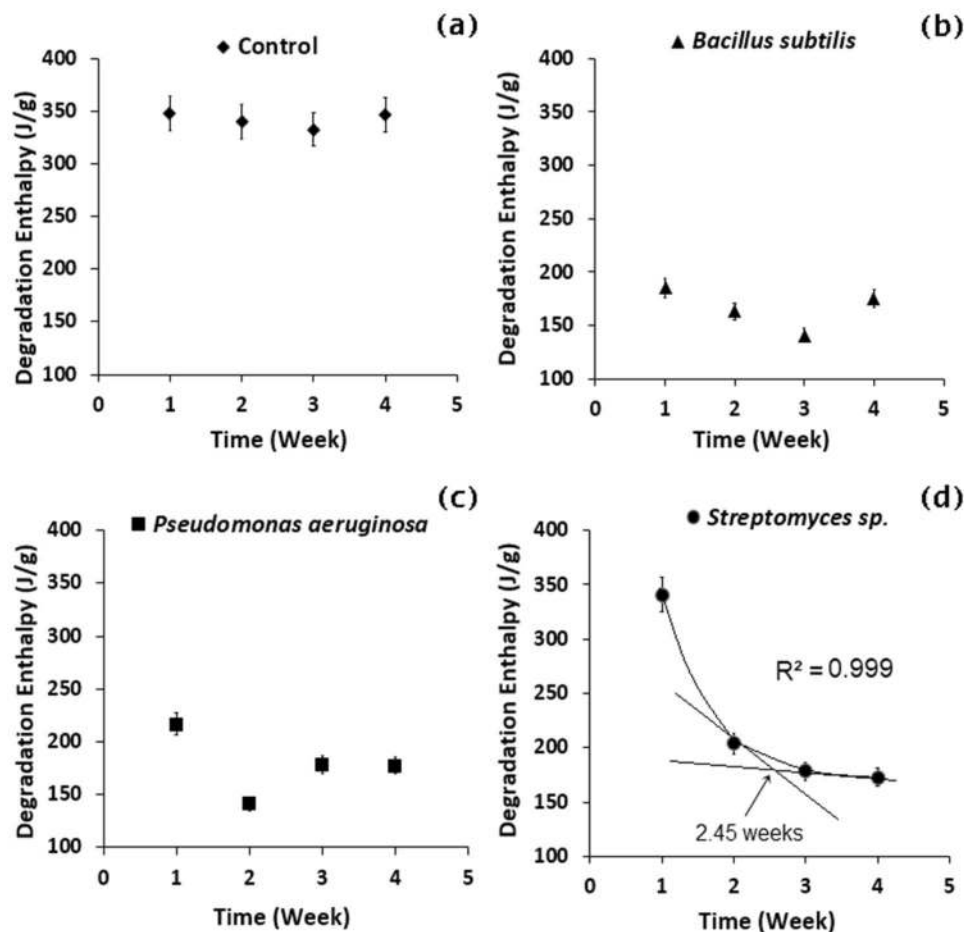 (a)
Control
400
350
300
250
200
150
100
0 1 2 3 4 5
Degradation Enthalpy (J/g)
Time (Week)
(b)
Bacillus subtilis
400
350
300
250
200
150
100
0 1 2 3 4 5
Degradation Enthalpy (J/g)
Time (Week)
(c)
Pseudomonas aeruginosa
400
350
300
250
200
150
100
0 1 2 3 4 5
Degradation Enthalpy (J/g)
Time (Week)
(d)
Streptomyces sp.
400
350
300
250
200
150
100
R² = 0.999
2.45 weeks
0 1 2 3 4 5
Degradation Enthalpy (J/g)
Time (Week)